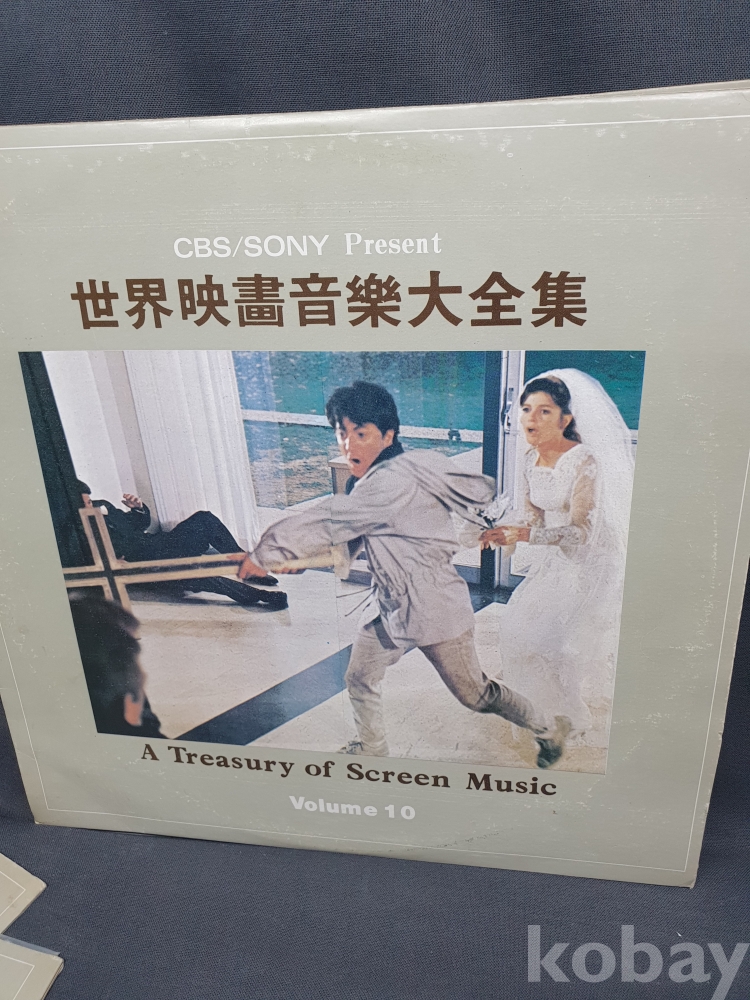 CBS/SONY Present
世界映畫音樂大全集
A Treasury of Screen Music
Volume 10
kobay